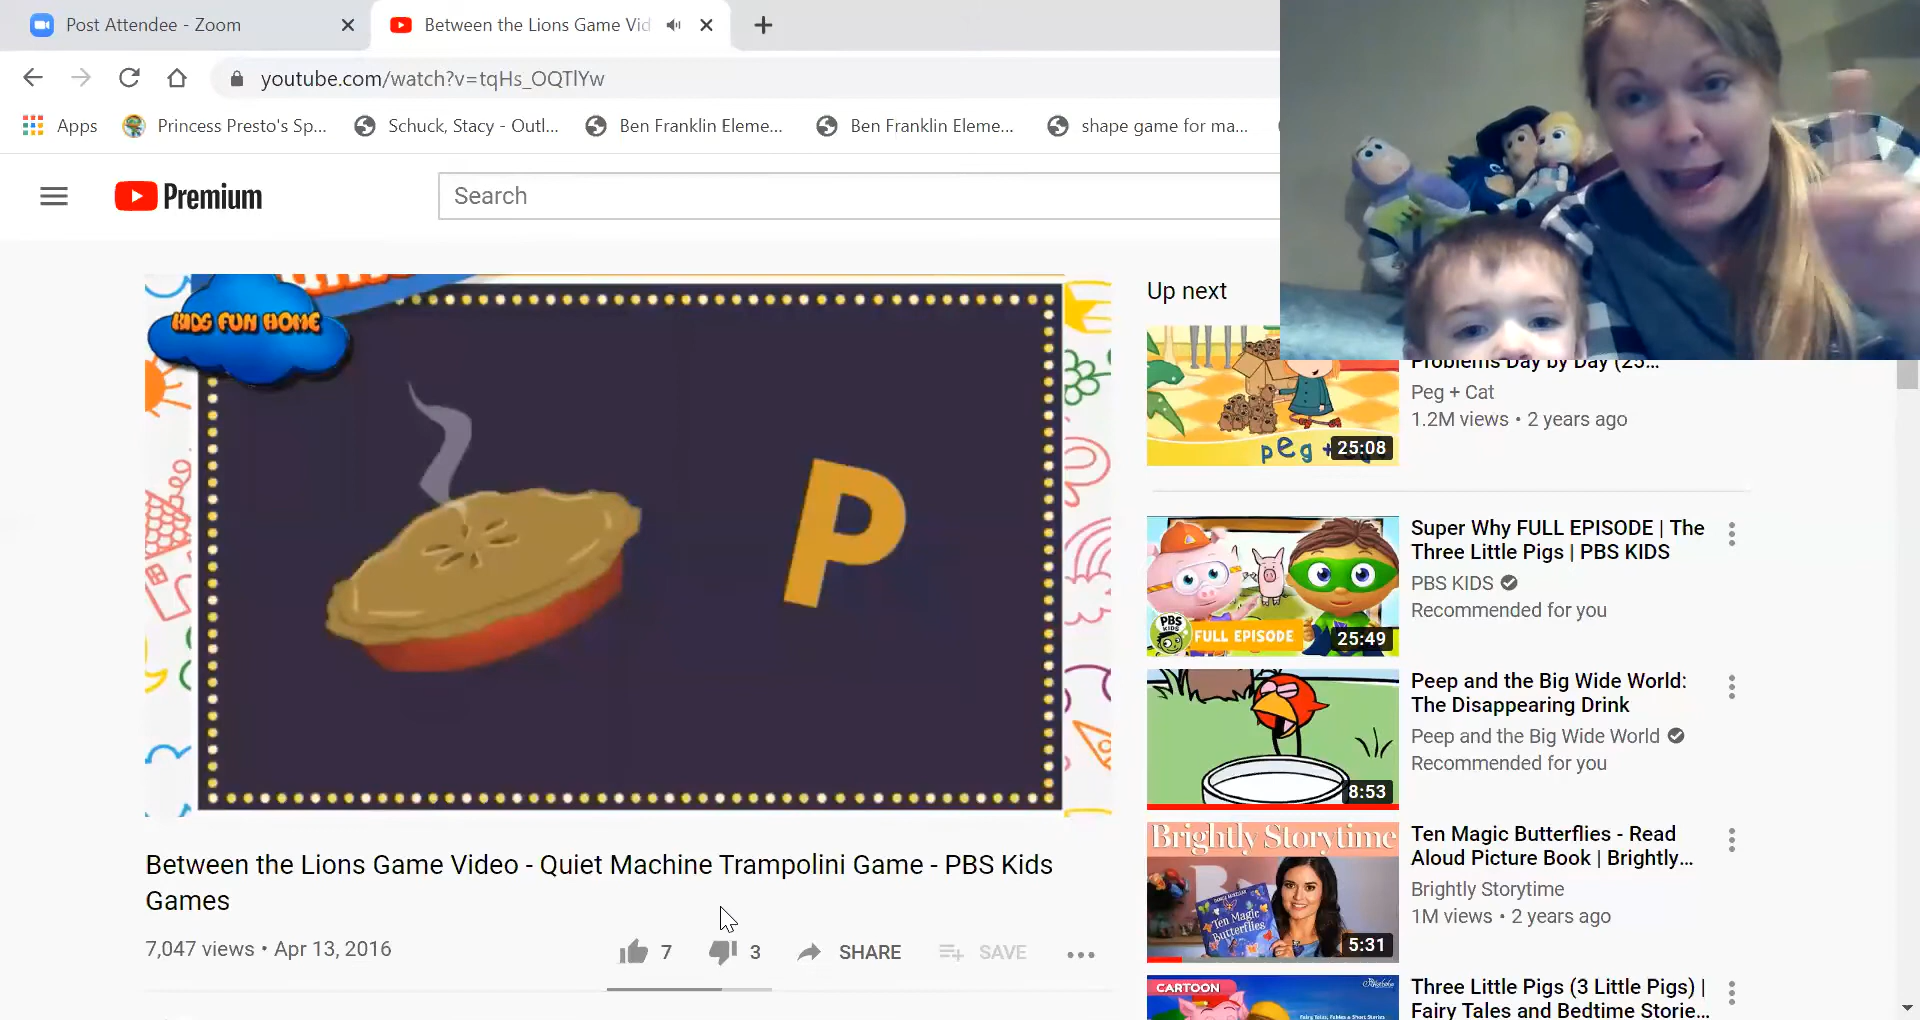 Post Attendee - Zoom
Between the Lions Game Vid
youtube.com/watch?v=tqHs_OQTlYw
Apps
Princess Presto's Sp...
Schuck, Stacy - Outl...
Ben Franklin Eleme...
Ben Franklin Eleme...
shape game for ma...
Premium
Search
KIDS FUN HOME
P
Up next
peg +
25:08
Problems Day by Day (25...
Peg + Cat
1.2M views • 2 years ago
PBS KIDS
FULL EPISODE
25:49
Super Why FULL EPISODE | The
Three Little Pigs | PBS KIDS
PBS KIDS
Recommended for you
8:53
Peep and the Big Wide World:
The Disappearing Drink
Peep and the Big Wide World
Recommended for you
Brightly Storytime
Ten Magic
Butterflies
5:31
Ten Magic Butterflies - Read
Aloud Picture Book | Brightly...
Brightly Storytime
1M views • 2 years ago
CARTOON
Three Little Pigs (3 Little Pigs) |
Fairy Tales and Bedtime Storie...
Between the Lions Game Video - Quiet Machine Trampolini Game - PBS Kids
Games
7,047 views • Apr 13, 2016
7
3
SHARE
SAVE